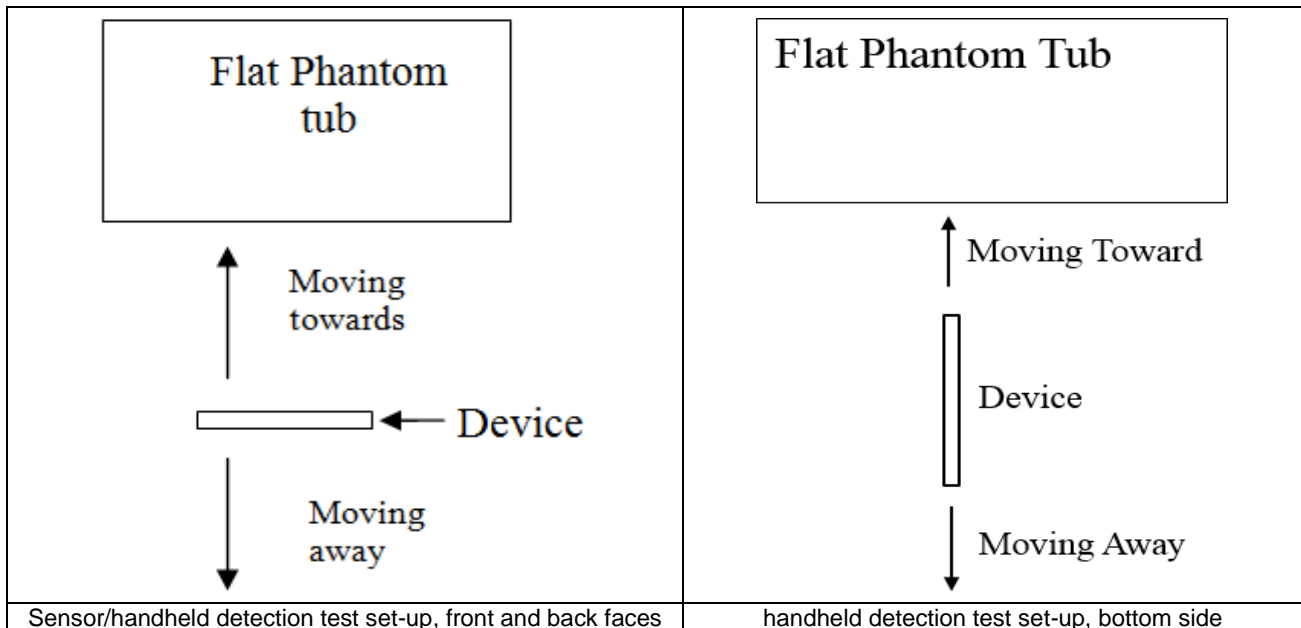 Flat Phantom
tub
Moving
towards
Device
Moving
away
Sensor/handheld detection test set-up, front and back faces
Flat Phantom Tub
Moving Toward
Device
Moving Away
handheld detection test set-up, bottom side